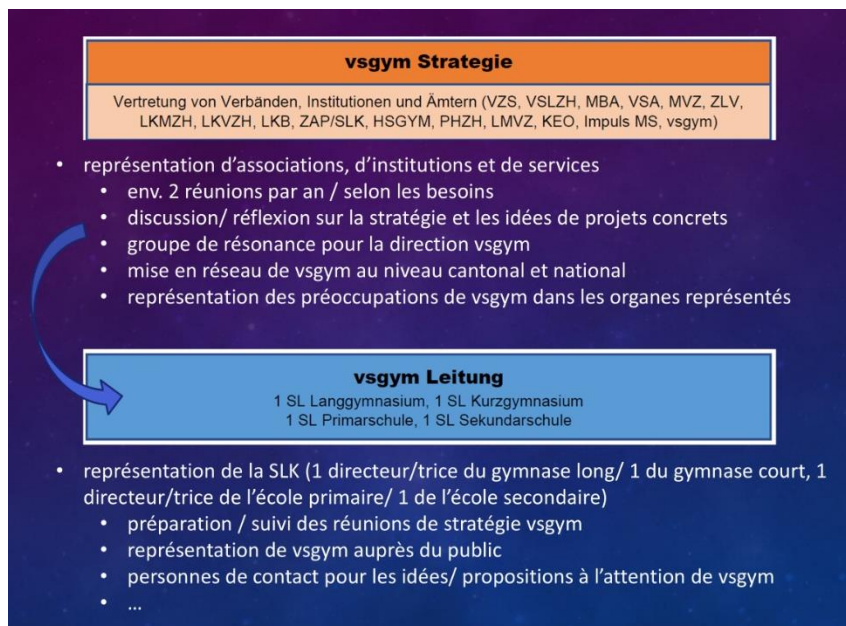 vsgym Strategie
Vertretung von Verbänden, Institutionen und Ämtern (VZS, VSLZH, MBA, VSA, MVZ, ZLV,
LKMZH, LKVZH, LKB, ZAP/SLK, HSGYM, PHZH, LMVZ, KEO, Impuls MS, vsgym)
• représentation d'associations, d'institutions et de services
• env. 2 réunions par an / selon les besoins
• discussion/ réflexion sur la stratégie et les idées de projets concrets
• groupe de résonance pour la direction vsgym
• mise en réseau de vsgym au niveau cantonal et national
• représentation des préoccupations de vsgym dans les organes représentés
vsgym Leitung
1 SL Langgymnasium, 1 SL Kurzgymnasium
1 SL Primarschule, 1 SL Sekundarschule
• représentation de la SLK (1 directeur/trice du gymnase long/ 1 du gymnase court, 1
directeur/trice de l'école primaire/ 1 de l'école secondaire)
• préparation / suivi des réunions de stratégie vsgym
• représentation de vsgym auprès du public
• personnes de contact pour les idées/ propositions à l'attention de vsgym
• ...